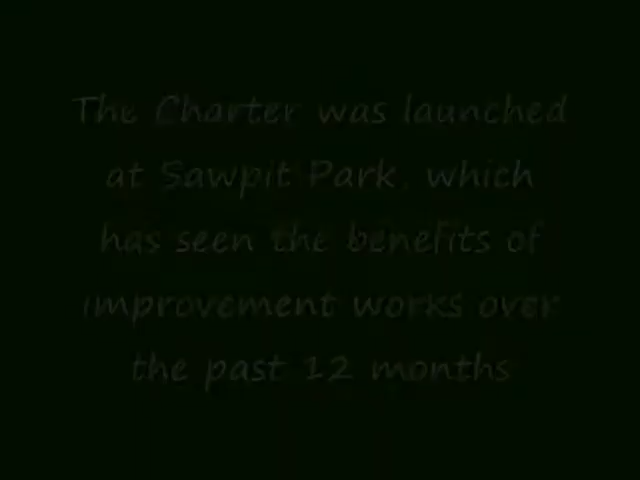 The Charter was launched
at Sawpit Park, which
has seen the benefits of
improvement works over
the past 12 months